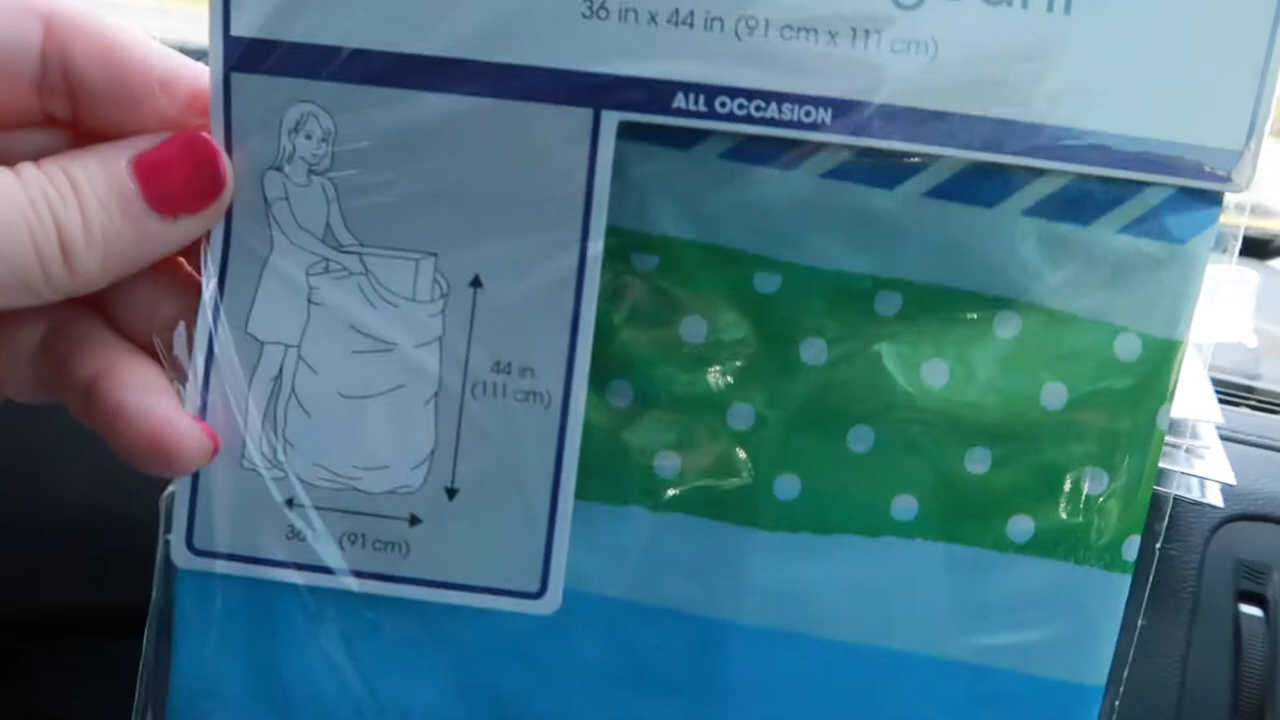 36 in x 44 in (91 cm x 111 cm)
ALL OCCASION
44 in
(111 cm)
(91 cm)